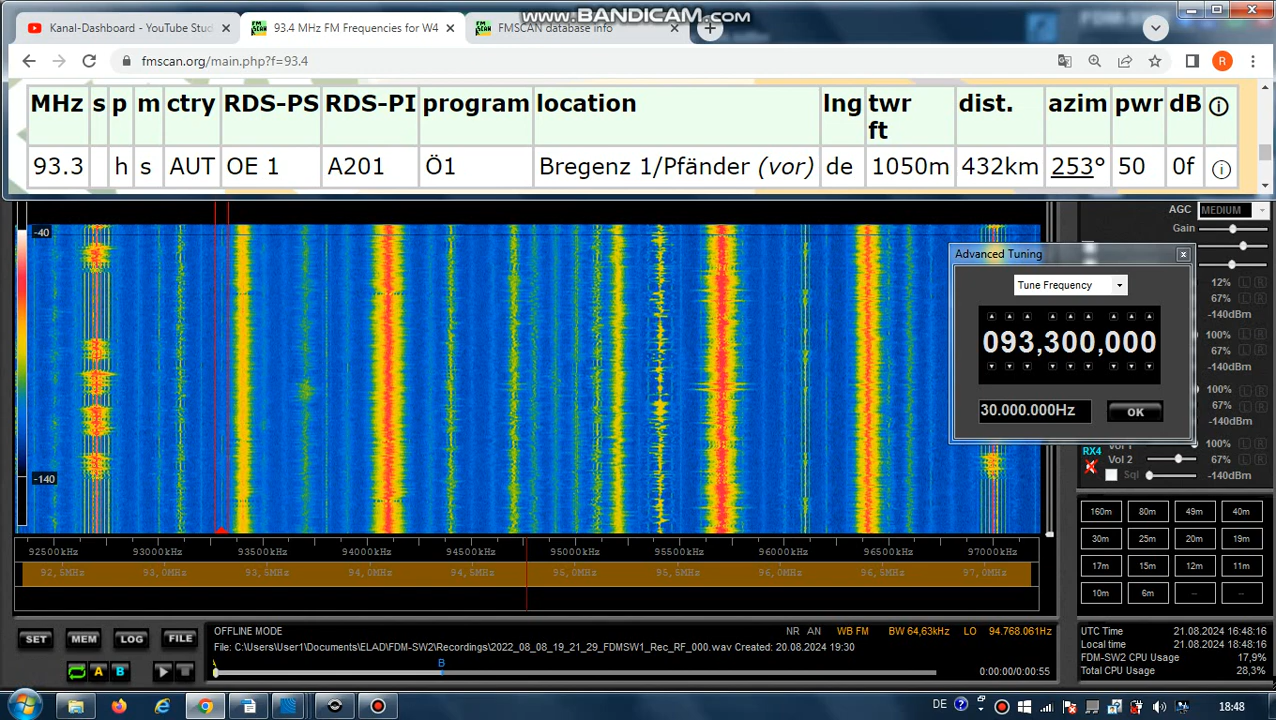 www.BANDICAM.com
Kanal-Dashboard - YouTube Stud
93.4 MHz FM Frequencies for W4
FMSCAN database info
fmscan.org/main.php?f=93.4
MHz s p m ctry RDS-PS RDS-PI program location lng twr ft dist. azim pwr dB
93.3 h s AUT OE 1 A201 Ö1 Bregenz 1/Pfänder (vor) de 1050m 432km 253° 50 0f
AGC MEDIUM
Gain
-40
-140
Advanced Tuning
Tune Frequency
093,300,000
30.000.000Hz OK
12% L R
67% L R
-140dBm
100% L R
67% L R
-140dBm
100% L R
67% L R
-140dBm
RX4 Vol 1 100% L R
Vol 2 67% L R
Sql -140dBm
92500kHz 93000kHz 93500kHz 94000kHz 94500kHz 95000kHz 95500kHz 96000kHz 96500kHz 97000kHz
92,5MHz 93,0MHz 93,5MHz 94,0MHz 94,5MHz 95,0MHz 95,5MHz 96,0MHz 96,5MHz 97,0MHz
160m 80m 49m 40m
30m 25m 20m 19m
17m 15m 12m 11m
10m 6m -- --
SET MEM LOG FILE
OFFLINE MODE NR AN WB FM BW 64,63kHz LO 94.768.061Hz
File: C:\Users\User1\Documents\ELAD\FDM-SW2\Recordings\2022_08_08_19_21_29_FDMSW1_Rec_RF_000.wav Created: 20.08.2024 19:30
A B
A B
0:00:00/0:00:55
UTC Time 21.08.2024 16:48:16
Local time 21.08.2024 16:48:16
FDM-SW2 CPU Usage 17,9%
Total CPU Usage 28,3%
DE 18:48